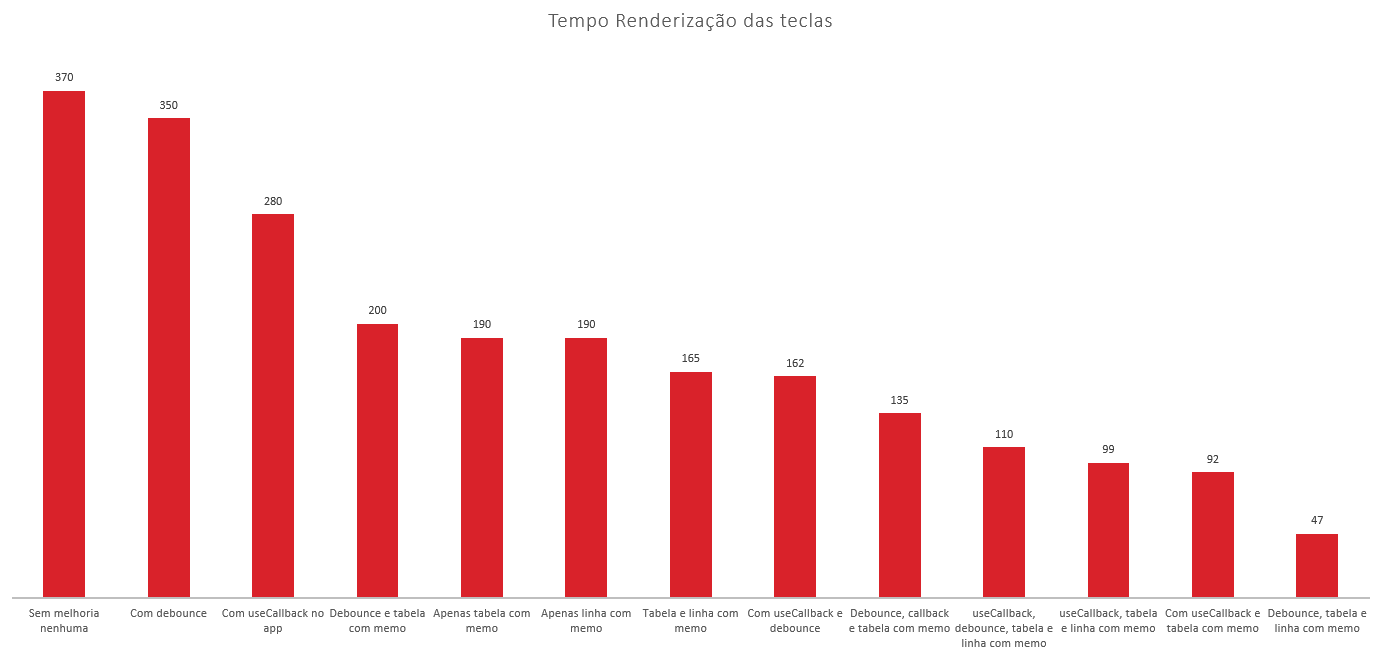 Tempo Renderização das teclas
370
350
280
200
190
190
165
162
135
110
99
92
47
Sem melhoria
nenhuma
Com debounce
Com useCallback no
app
Debounce e tabela
com memo
Apenas tabela com
memo
Apenas linha com
memo
Tabela e linha com
memo
Com useCallback e
debounce
Debounce, callback
e tabela com memo
useCallback,
debounce, tabela e
linha com memo
useCallback, tabela
e linha com memo
Com useCallback e
tabela com memo
Debounce, tabela e
linha com memo